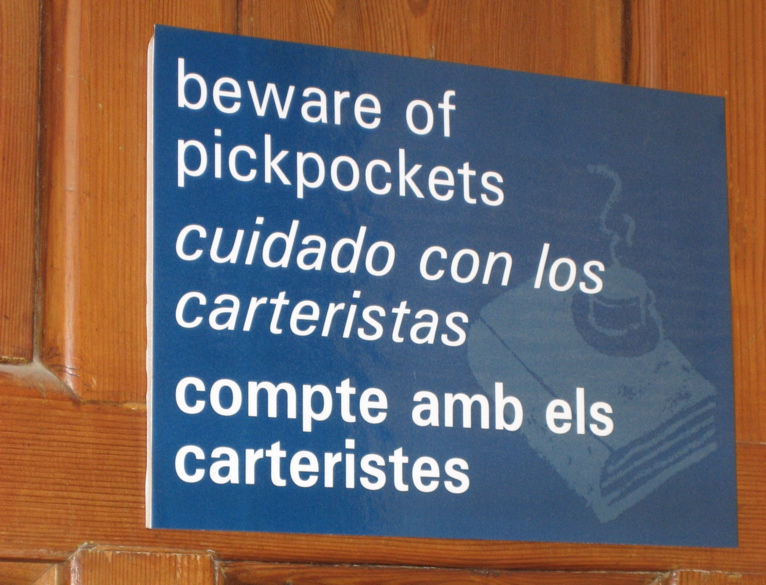 beware of
pickpockets
cuidado con los
carteristas
compte amb els
carteristes